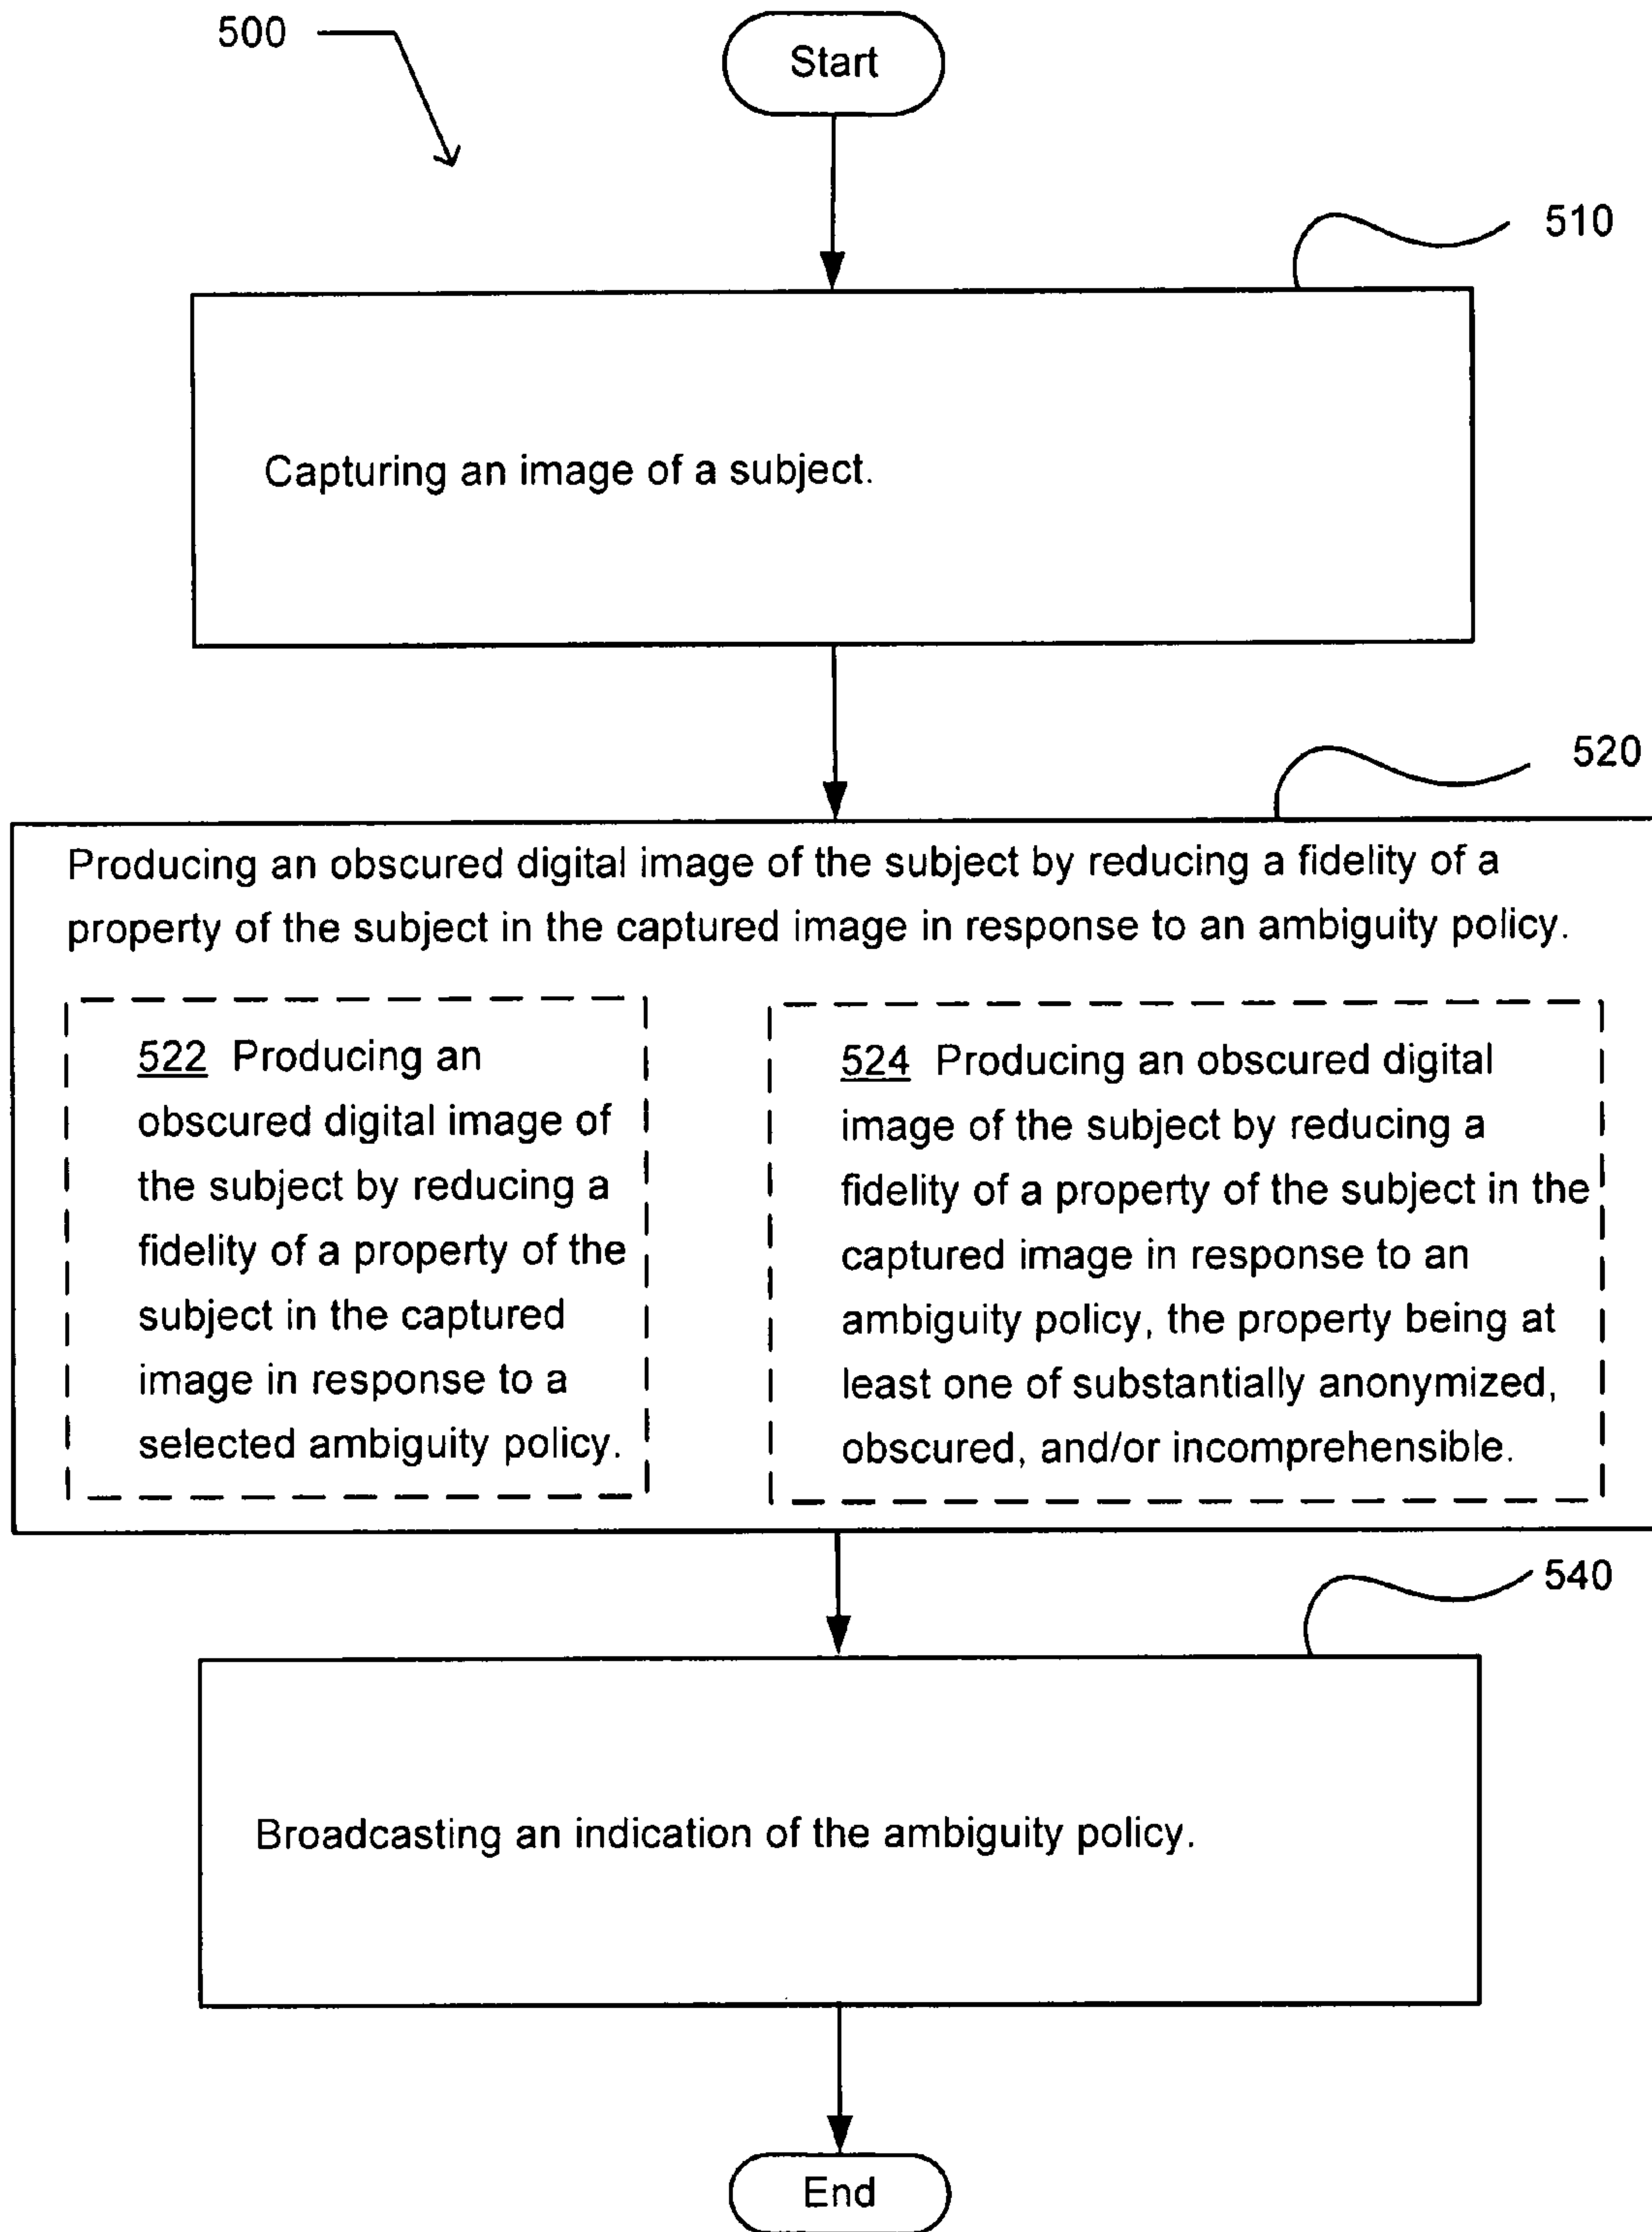 500
Start
510
Capturing an image of a subject.
520
Producing an obscured digital image of the subject by reducing a fidelity of a
property of the subject in the captured image in response to an ambiguity policy.
522 Producing an
obscured digital image of
the subject by reducing a
fidelity of a property of the
subject in the captured
image in response to a
selected ambiguity policy.
524 Producing an obscured digital
image of the subject by reducing a
fidelity of a property of the subject in the
captured image in response to an
ambiguity policy, the property being at
least one of substantially anonymized,
obscured, and/or incomprehensible.
540
Broadcasting an indication of the ambiguity policy.
End